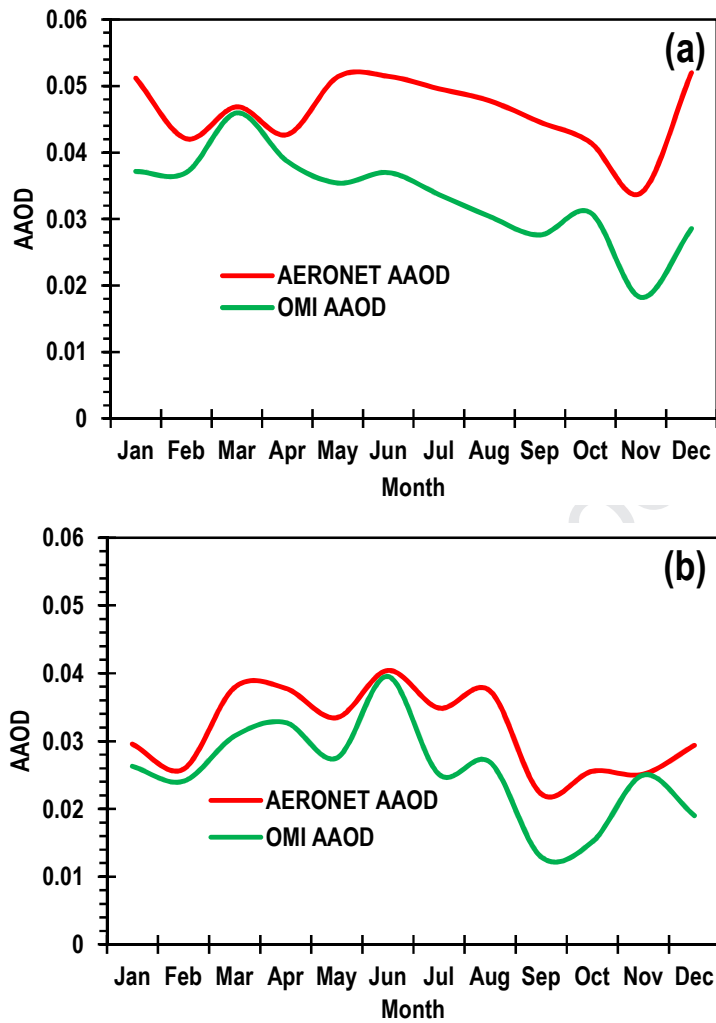 (a)
0.06
0.05
0.04
0.03
0.02
0.01
0
AAOD
AERONET AAOD
OMI AAOD
Jan Feb Mar Apr May Jun Jul Aug Sep Oct Nov Dec
Month
(b)
0.06
0.05
0.04
0.03
0.02
0.01
0
AAOD
AERONET AAOD
OMI AAOD
Jan Feb Mar Apr May Jun Jul Aug Sep Oct Nov Dec
Month